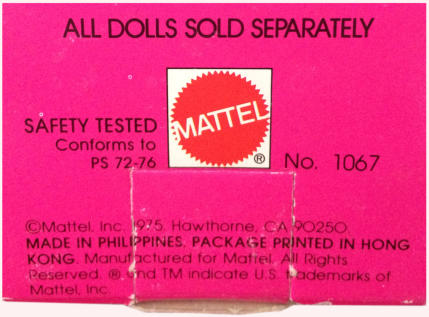 ALL DOLLS SOLD SEPARATELY
SAFETY TESTED
Conforms to
PS 72-76
MATTEL
®
No. 1067
©Mattel, Inc. 1975. Hawthorne, CA 90250.
MADE IN PHILIPPINES, PACKAGE PRINTED IN HONG
KONG. Manufactured for Mattel. All Rights
Reserved. ® and TM indicate U.S. Trademarks of
Mattel, Inc.